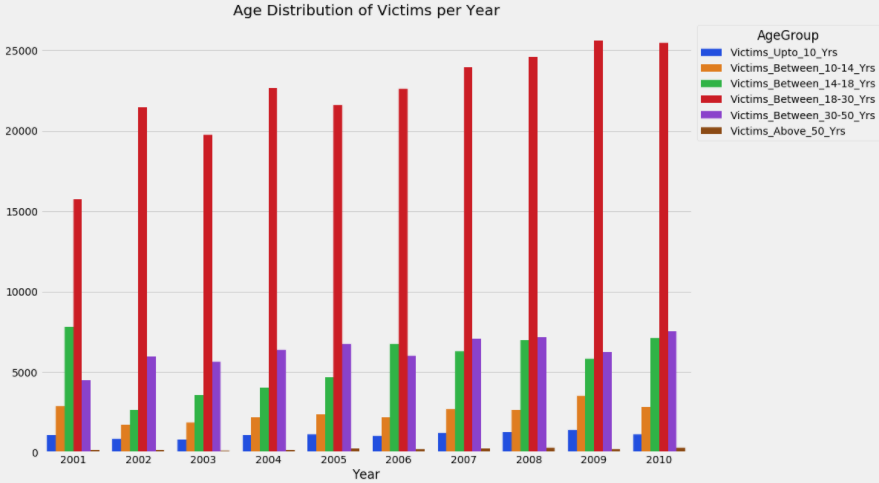 Age Distribution of Victims per Year
AgeGroup
Victims_Upto_10_Yrs
Victims_Between_10-14_Yrs
Victims_Between_14-18_Yrs
Victims_Between_18-30_Yrs
Victims_Between_30-50_Yrs
Victims_Above_50_Yrs
25000
20000
15000
10000
5000
0
2001 2002 2003 2004 2005 2006 2007 2008 2009 2010
Year